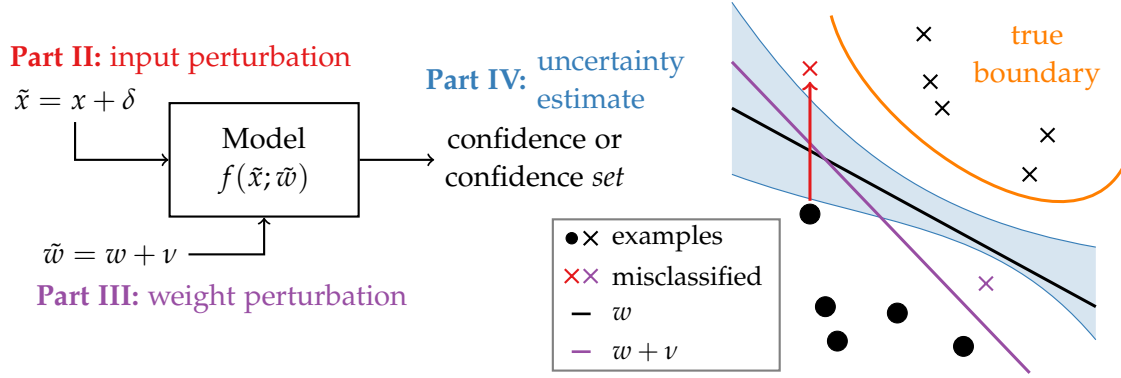 Part II: input perturbation
x̃ = x + δ
Model
f(x̃; w̃)
w̃ = w + ν
Part III: weight perturbation
Part IV: uncertainty
estimate
confidence or
confidence set
examples
misclassified
w
w + ν
true
boundary